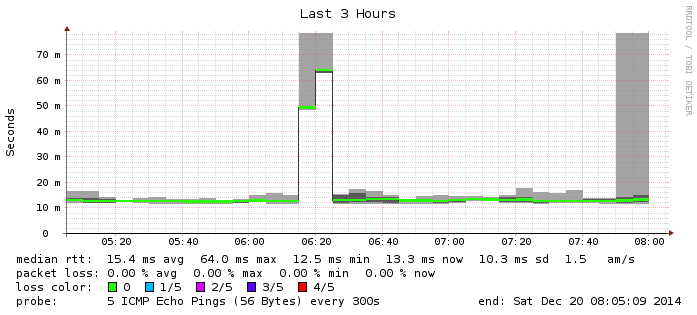 Last 3 Hours
RRDTOOL / TOBI OETIKER
Seconds
70 m
60 m
50 m
40 m
30 m
20 m
10 m
0
05:20 05:40 06:00 06:20 06:40 07:00 07:20 07:40 08:00
median rtt: 15.4 ms avg 64.0 ms max 12.5 ms min 13.3 ms now 10.3 ms sd 1.5 am/s
packet loss: 0.00 % avg 0.00 % max 0.00 % min 0.00 % now
loss color: 0 1/5 2/5 3/5 4/5
probe: 5 ICMP Echo Pings (56 Bytes) every 300s end: Sat Dec 20 08:05:09 2014